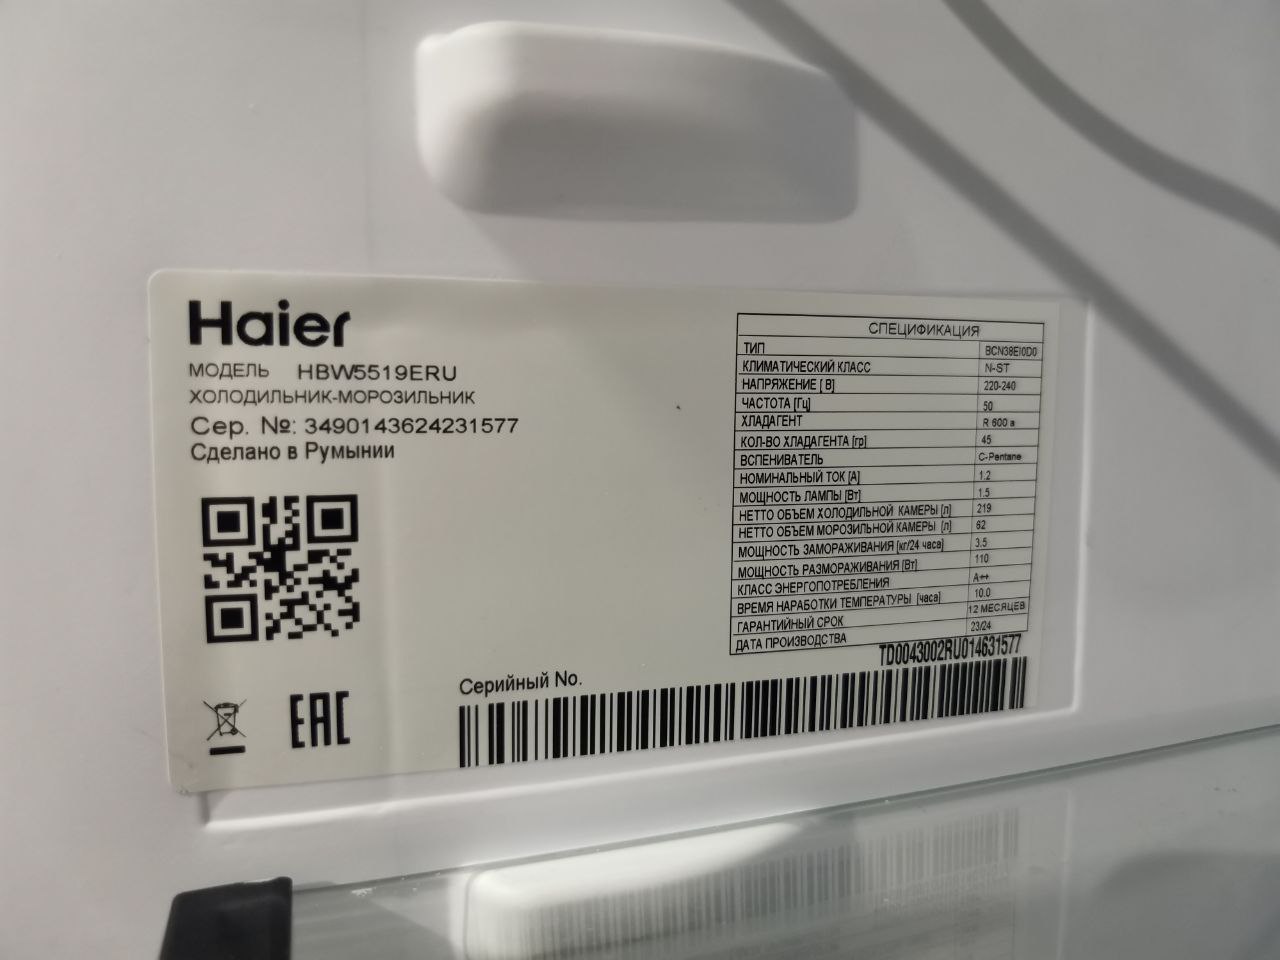 Haier
МОДЕЛЬ HBW5519ERU
ХОЛОДИЛЬНИК-МОРОЗИЛЬНИК
Сер. №: 3490143624231577
Сделано в Румынии
EAC
СПЕЦИФИКАЦИЯ
ТИП BCN38EI0D0
КЛИМАТИЧЕСКИЙ КЛАСС N-ST
НАПРЯЖЕНИЕ [ В] 220-240
ЧАСТОТА [Гц] 50
ХЛАДАГЕНТ R 600 a
КОЛ-ВО ХЛАДАГЕНТА [гр] 45
ВСПЕНИВАТЕЛЬ C-Pentane
НОМИНАЛЬНЫЙ ТОК [А] 1.2
МОЩНОСТЬ ЛАМПЫ [Вт] 1.5
НЕТТО ОБЪЕМ ХОЛОДИЛЬНОЙ КАМЕРЫ [л] 219
НЕТТО ОБЪЕМ МОРОЗИЛЬНОЙ КАМЕРЫ [л] 62
МОЩНОСТЬ ЗАМОРАЖИВАНИЯ [кг/24 часа] 3.5
МОЩНОСТЬ РАЗМОРАЖИВАНИЯ [Вт] 110
КЛАСС ЭНЕРГОПОТРЕБЛЕНИЯ A++
ВРЕМЯ НАРАБОТКИ ТЕМПЕРАТУРЫ [часа] 10.0
ГАРАНТИЙНЫЙ СРОК 12 МЕСЯЦЕВ
ДАТА ПРОИЗВОДСТВА 23/24
TD0043002RU014631577
Серийный No.